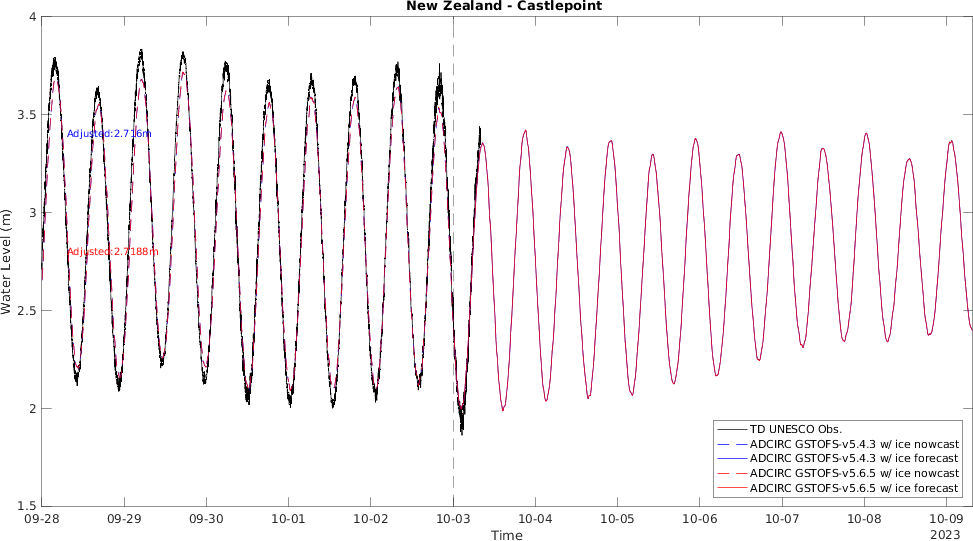 New Zealand - Castlepoint
4
3.5
3
2.5
2
1.5
Water Level (m)
Adjusted:2.716m
Adjusted:2.7188m
TD UNESCO Obs.
ADCIRC GSTOFS-v5.4.3 w/ ice nowcast
ADCIRC GSTOFS-v5.4.3 w/ ice forecast
ADCIRC GSTOFS-v5.6.5 w/ ice nowcast
ADCIRC GSTOFS-v5.6.5 w/ ice forecast
09-28 09-29 09-30 10-01 10-02 10-03 10-04 10-05 10-06 10-07 10-08 10-09
2023
Time